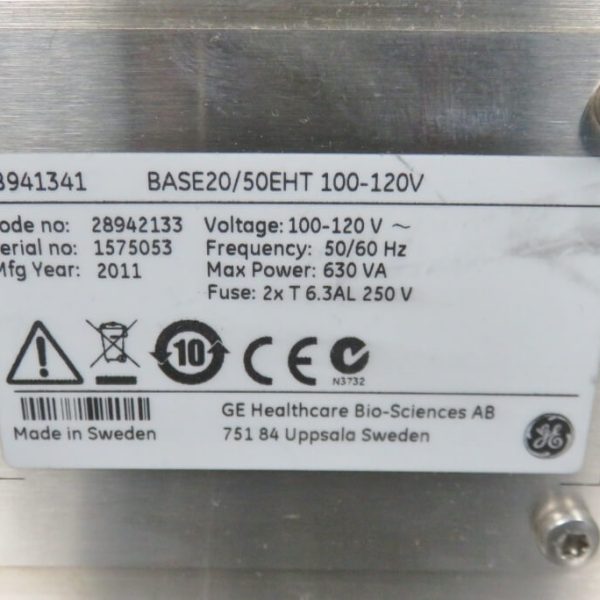 8941341 BASE20/50EHT 100-120V
ode no: 28942133 Voltage: 100-120 V ~
erial no: 1575053 Frequency: 50/60 Hz
Mfg Year: 2011 Max Power: 630 VA
Fuse: 2x T 6.3AL 250 V
10 CE
N3732
GE Healthcare Bio-Sciences AB
Made in Sweden 751 84 Uppsala Sweden
GE